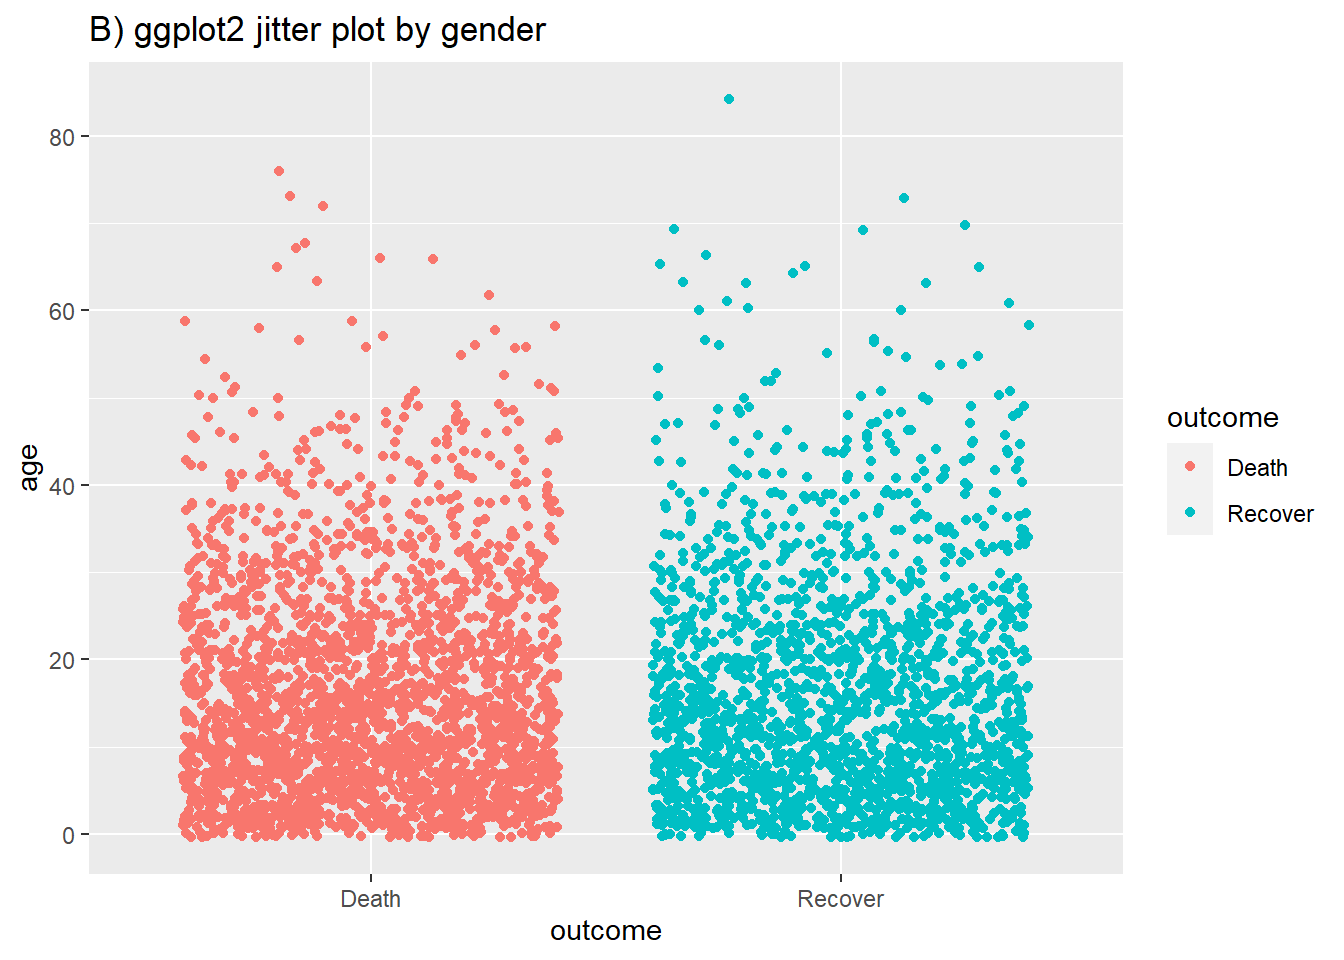 B) ggplot2 jitter plot by gender
80
60
40
20
0
age
Death
Recover
outcome
outcome
Death
Recover